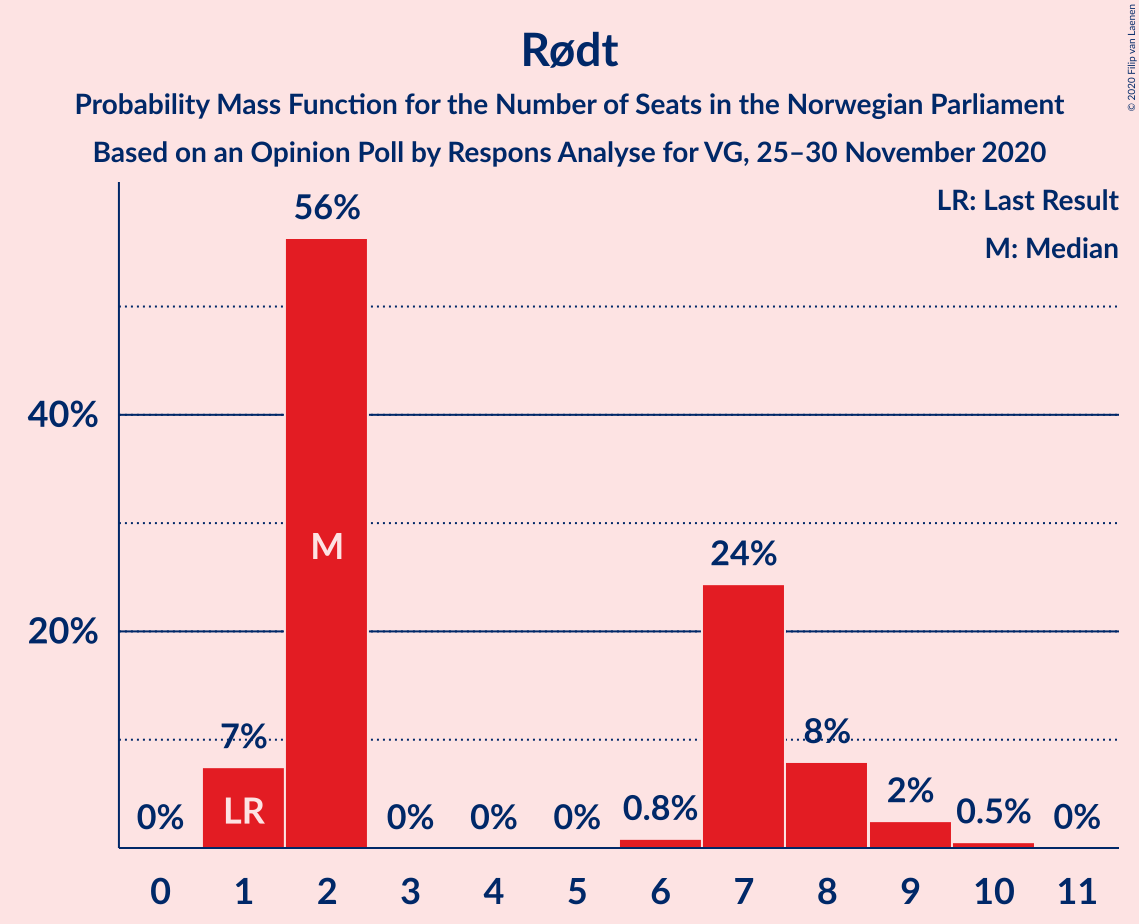 Rødt
Probability Mass Function for the Number of Seats in the Norwegian Parliament
Based on an Opinion Poll by Respons Analyse for VG, 25–30 November 2020
© 2020 Filip van Laenen
LR: Last Result
M: Median
56%
40%
M
24%
20%
7%
8%
LR
0%
0%
0%
0%
0.8%
2%
0.5%
0%
0 1 2 3 4 5 6 7 8 9 10 11